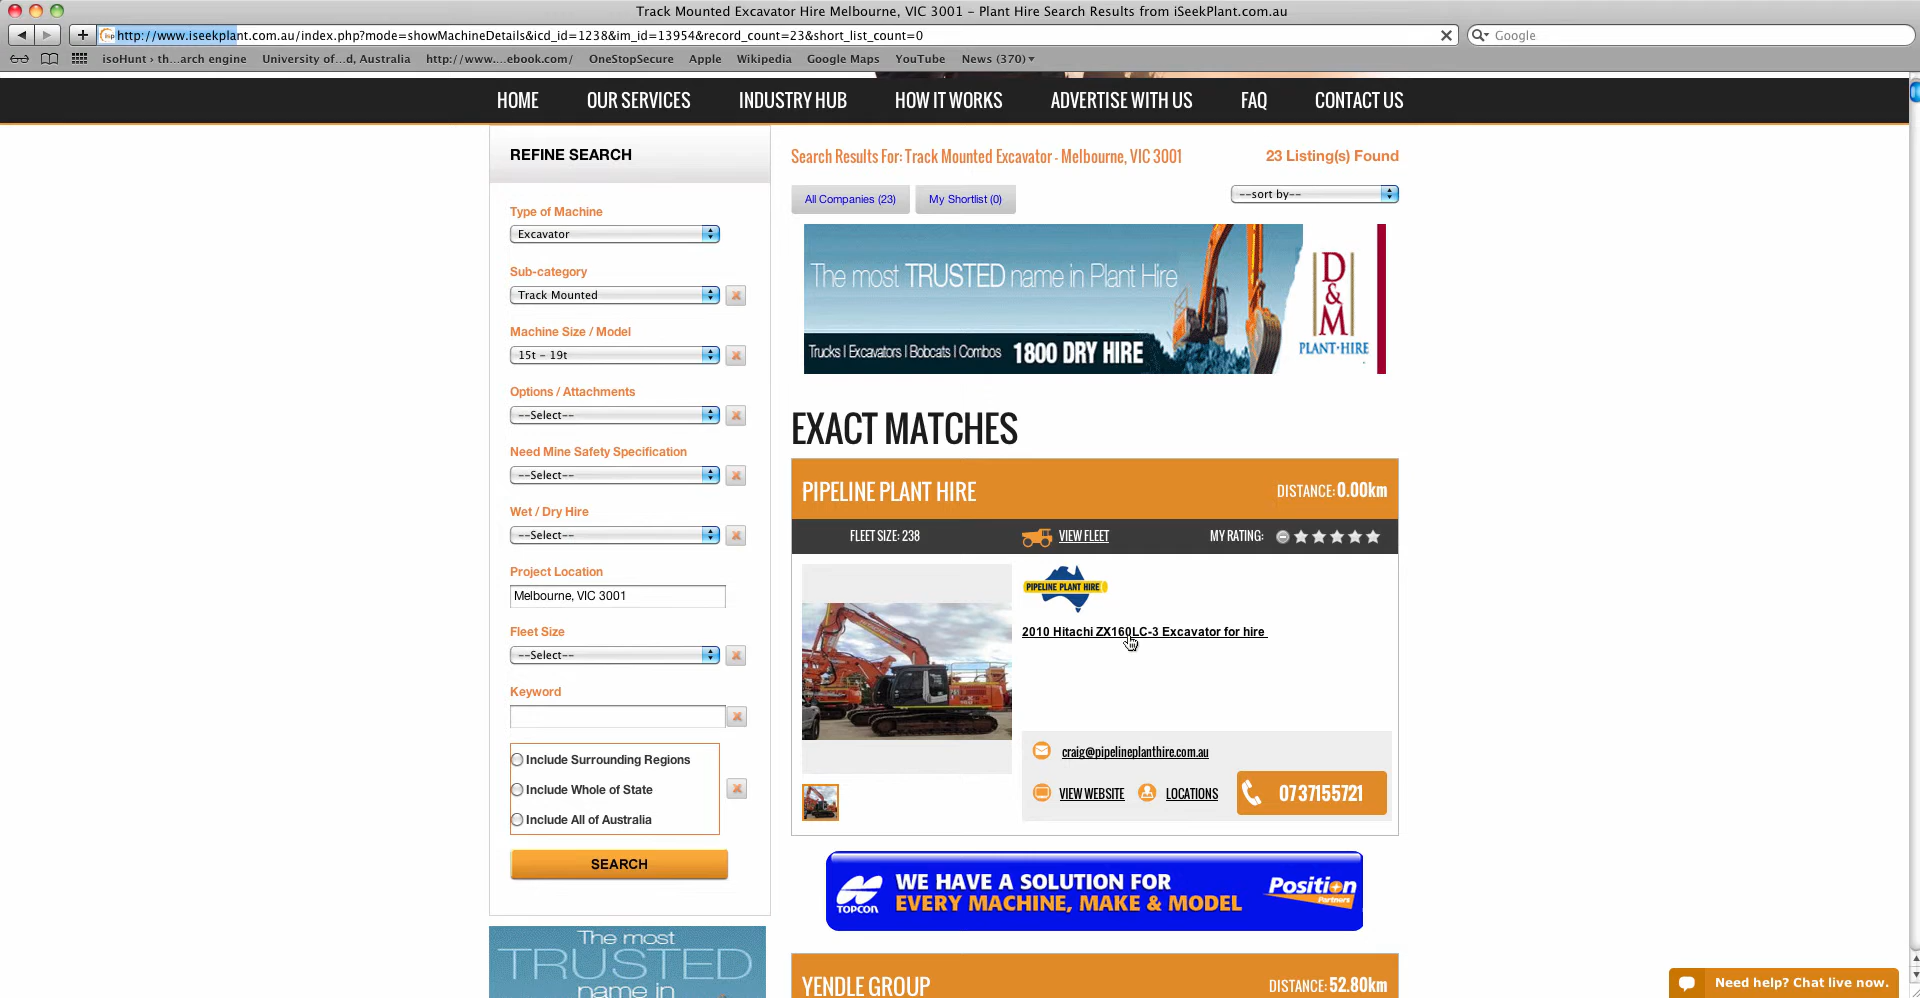 Track Mounted Excavator Hire Melbourne, VIC 3001 – Plant Hire Search Results from iSeekPlant.com.au
http://www.iseekplant.com.au/index.php?mode=showMachineDetails&icd_id=1238&im_id=13954&record_count=23&short_list_count=0
Google
isoHunt › th...arch engine University of...d, Australia http://www....ebook.com/ OneStopSecure Apple Wikipedia Google Maps YouTube News (370)
HOME OUR SERVICES INDUSTRY HUB HOW IT WORKS ADVERTISE WITH US FAQ CONTACT US
REFINE SEARCH
Type of Machine
Excavator
Sub-category
Track Mounted
Machine Size / Model
15t – 19t
Options / Attachments
--Select--
Need Mine Safety Specification
--Select--
Wet / Dry Hire
--Select--
Project Location
Melbourne, VIC 3001
Fleet Size
--Select--
Keyword
Include Surrounding Regions
Include Whole of State
Include All of Australia
SEARCH
The most
TRUSTED
name in
Search Results For: Track Mounted Excavator - Melbourne, VIC 3001
23 Listing(s) Found
All Companies (23) My Shortlist (0)
--sort by--
The most TRUSTED name in Plant Hire
Trucks | Excavators | Bobcats | Combos 1800 DRY HIRE
D
&
M
PLANT·HIRE
EXACT MATCHES
PIPELINE PLANT HIRE
DISTANCE: 0.00km
FLEET SIZE: 238 VIEW FLEET MY RATING:
PIPELINE PLANT HIRE
2010 Hitachi ZX160LC-3 Excavator for hire
craig@pipelineplanthire.com.au
VIEW WEBSITE LOCATIONS 0737155721
TOPCON
WE HAVE A SOLUTION FOR
EVERY MACHINE, MAKE & MODEL
Position
Partners
YENDLE GROUP
DISTANCE: 52.80km
Need help? Chat live now.